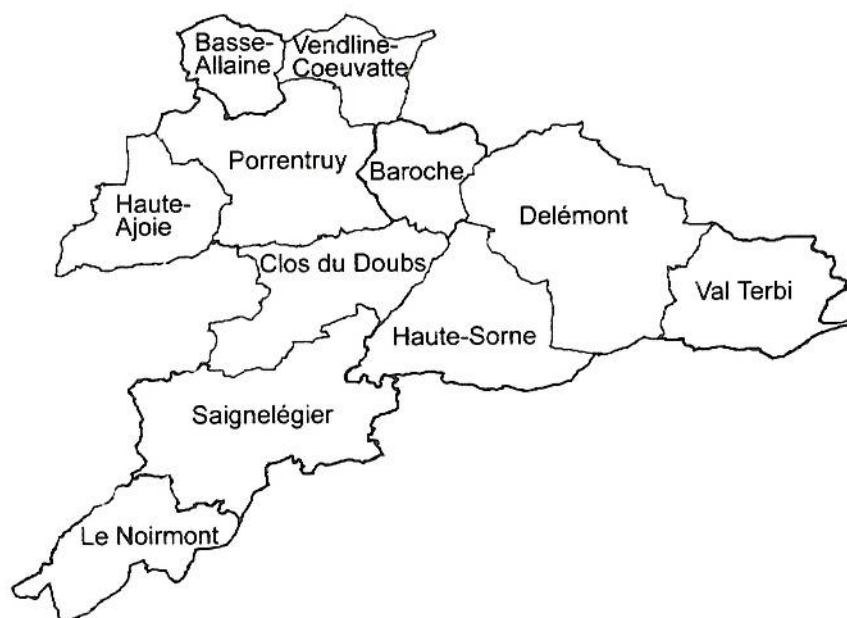 Basse-
Allaine
Vendline-
Coeuvatte
Porrentruy
Baroche
Haute-
Ajoie
Delémont
Clos du Doubs
Val Terbi
Haute-Sorne
Saignelégier
Le Noirmont